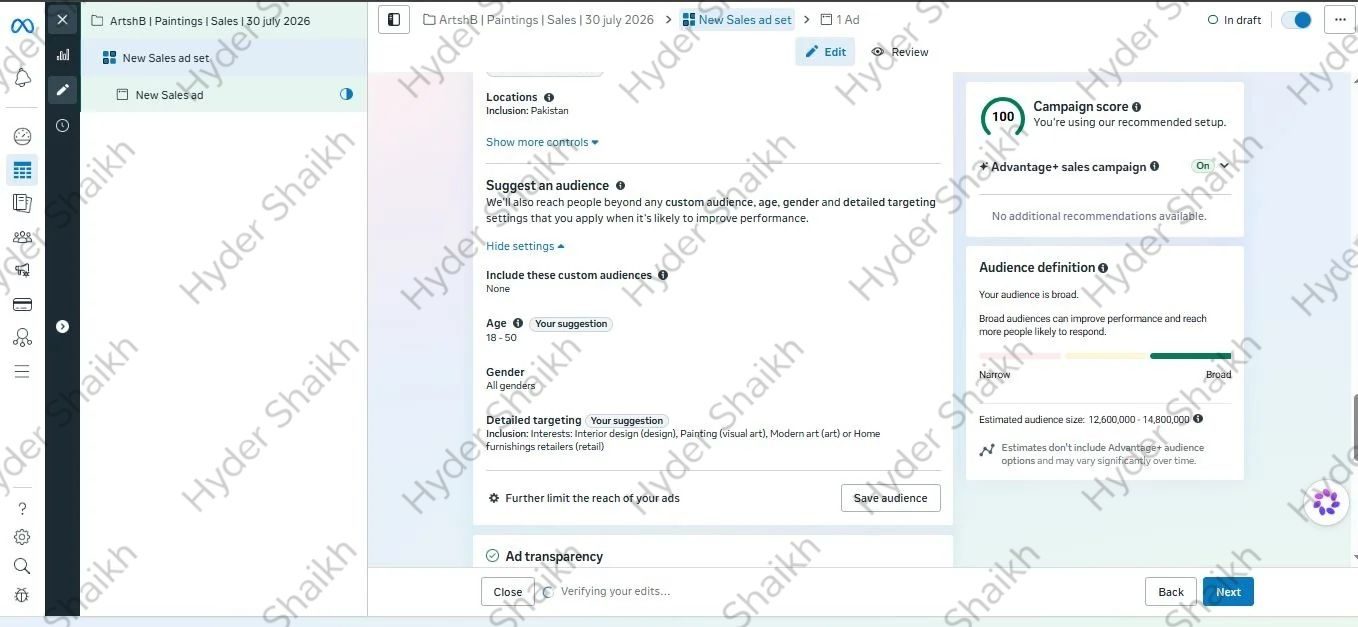 ArtshB | Paintings | Sales | 30 july 2026
New Sales ad set
New Sales ad
ArtshB | Paintings | Sales | 30 july 2026 > New Sales ad set > 1 Ad
In draft
Edit
Review
Locations
Inclusion: Pakistan
Show more controls
Suggest an audience
We'll also reach people beyond any custom audience, age, gender and detailed targeting
settings that you apply when it's likely to improve performance.
Hide settings
Include these custom audiences
None
Age Your suggestion
18 - 50
Gender
All genders
Detailed targeting Your suggestion
Inclusion: Interests: Interior design (design), Painting (visual art), Modern art (art) or Home
furnishings retailers (retail)
Further limit the reach of your ads
Save audience
Ad transparency
Close
Verifying your edits...
Back
Next
100
Campaign score
You're using our recommended setup.
Advantage+ sales campaign On
No additional recommendations available.
Audience definition
Your audience is broad.
Broad audiences can improve performance and reach
more people likely to respond.
Narrow Broad
Estimated audience size: 12,600,000 - 14,800,000
Estimates don't include Advantage+ audience
options and may vary significantly over time.
Hyder Shaikh